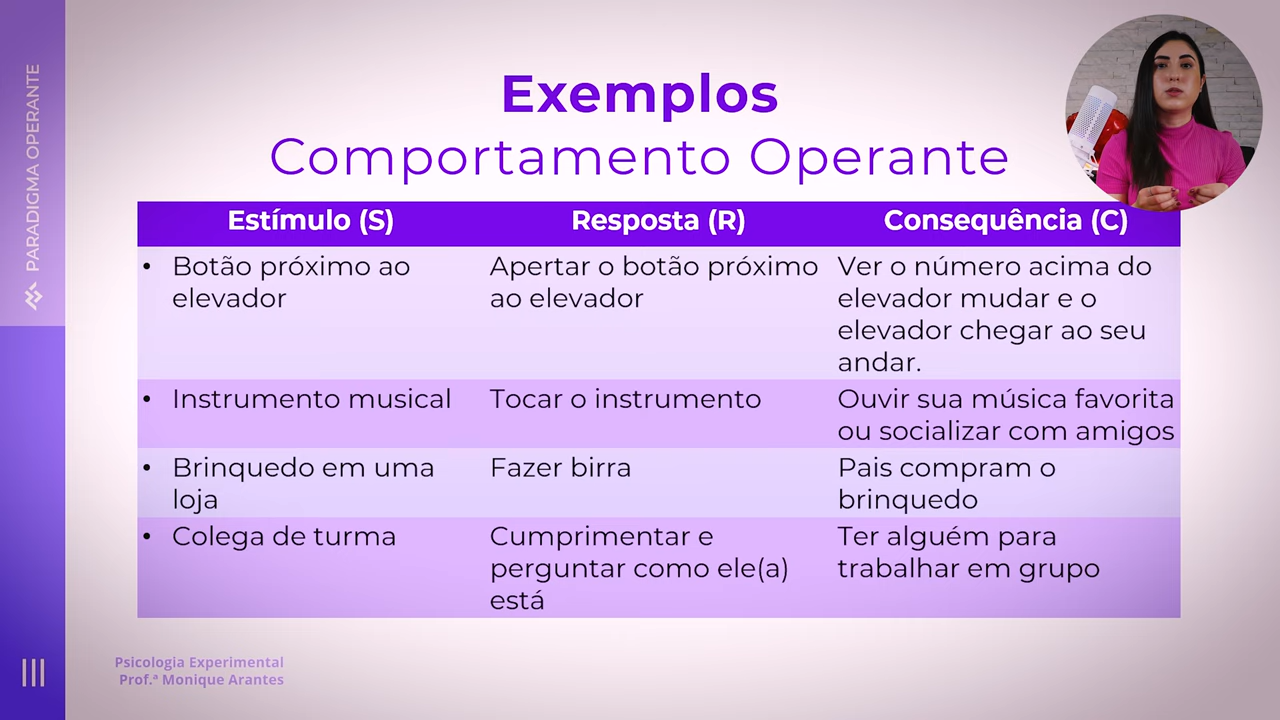 PARADIGMA OPERANTE
Exemplos
Comportamento Operante
Estímulo (S) Resposta (R) Consequência (C)
• Botão próximo ao
elevador
Apertar o botão próximo
ao elevador
Ver o número acima do
elevador mudar e o
elevador chegar ao seu
andar.
• Instrumento musical
Tocar o instrumento
Ouvir sua música favorita
ou socializar com amigos
• Brinquedo em uma
loja
Fazer birra
Pais compram o
brinquedo
• Colega de turma
Cumprimentar e
perguntar como ele(a)
está
Ter alguém para
trabalhar em grupo
Psicologia Experimental
Prof.ª Monique Arantes